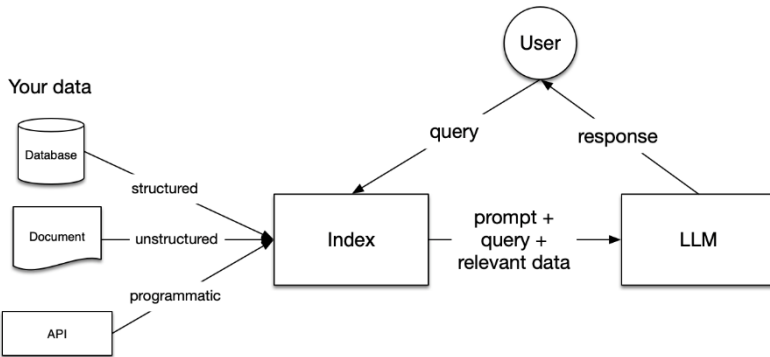 User
Your data
Database
query
response
structured
Document
unstructured
Index
prompt +
query +
relevant data
LLM
programmatic
API